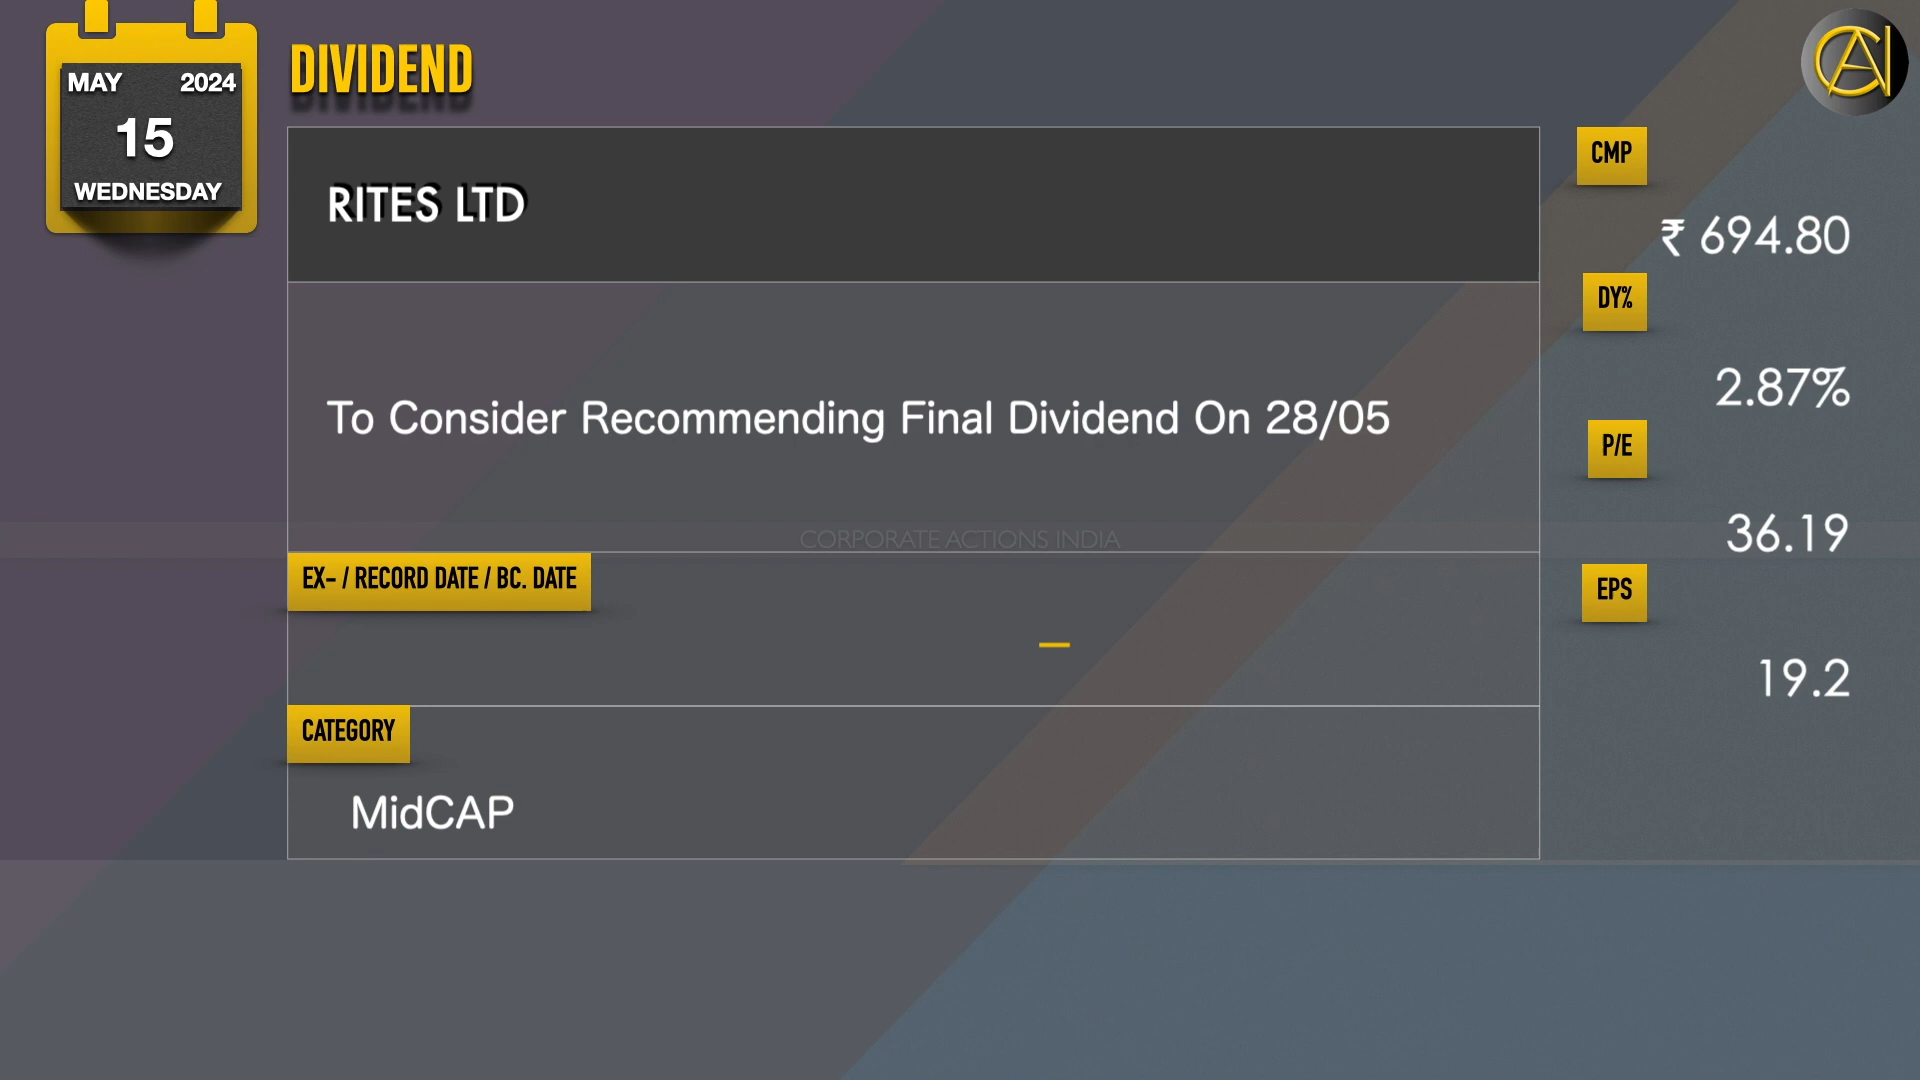 MAY 2024
15
WEDNESDAY
DIVIDEND
RITES LTD
To Consider Recommending Final Dividend On 28/05
CORPORATE ACTIONS INDIA
EX- / RECORD DATE / BC. DATE
–
CATEGORY
MidCAP
CAI
CMP
₹ 694.80
DY%
2.87%
P/E
36.19
EPS
19.2